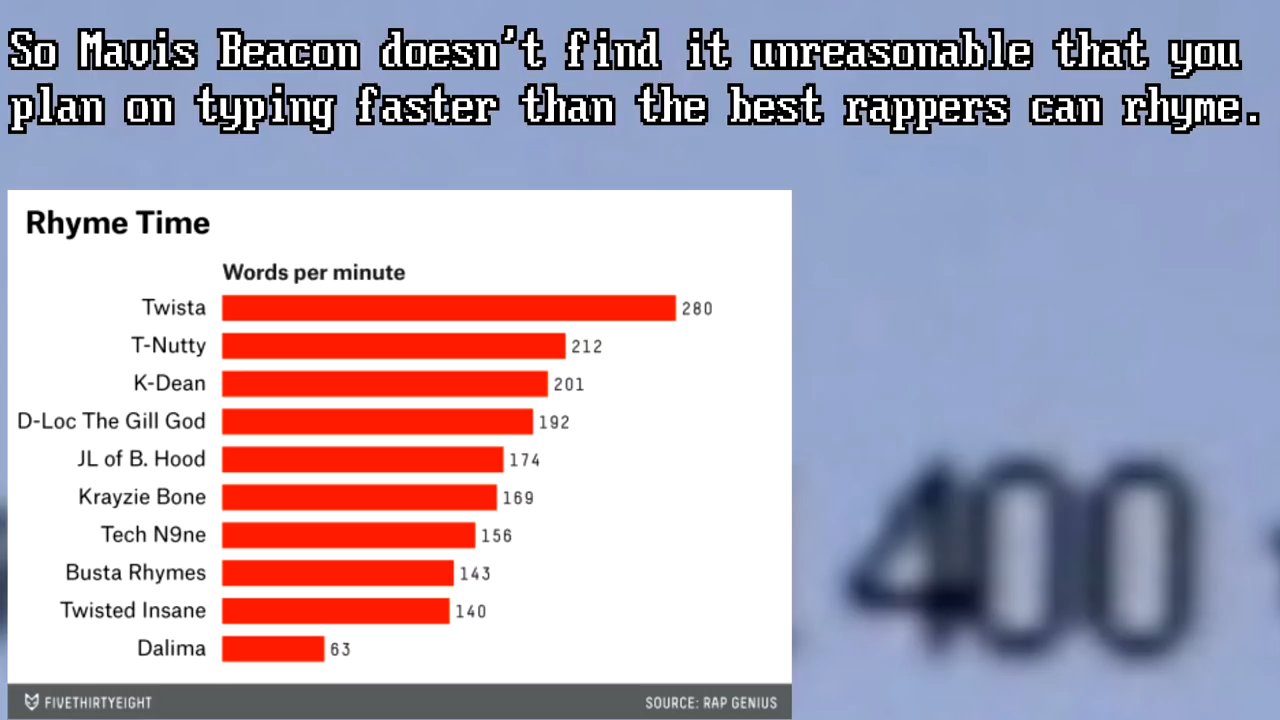 So Mavis Beacon doesn't find it unreasonable that you
plan on typing faster than the best rappers can rhyme.
Rhyme Time
Words per minute
Twista 280
T-Nutty 212
K-Dean 201
D-Loc The Gill God 192
JL of B. Hood 174
Krayzie Bone 169
Tech N9ne 156
Busta Rhymes 143
Twisted Insane 140
Dalima 63
400
FIVETHIRTYEIGHT SOURCE: RAP GENIUS